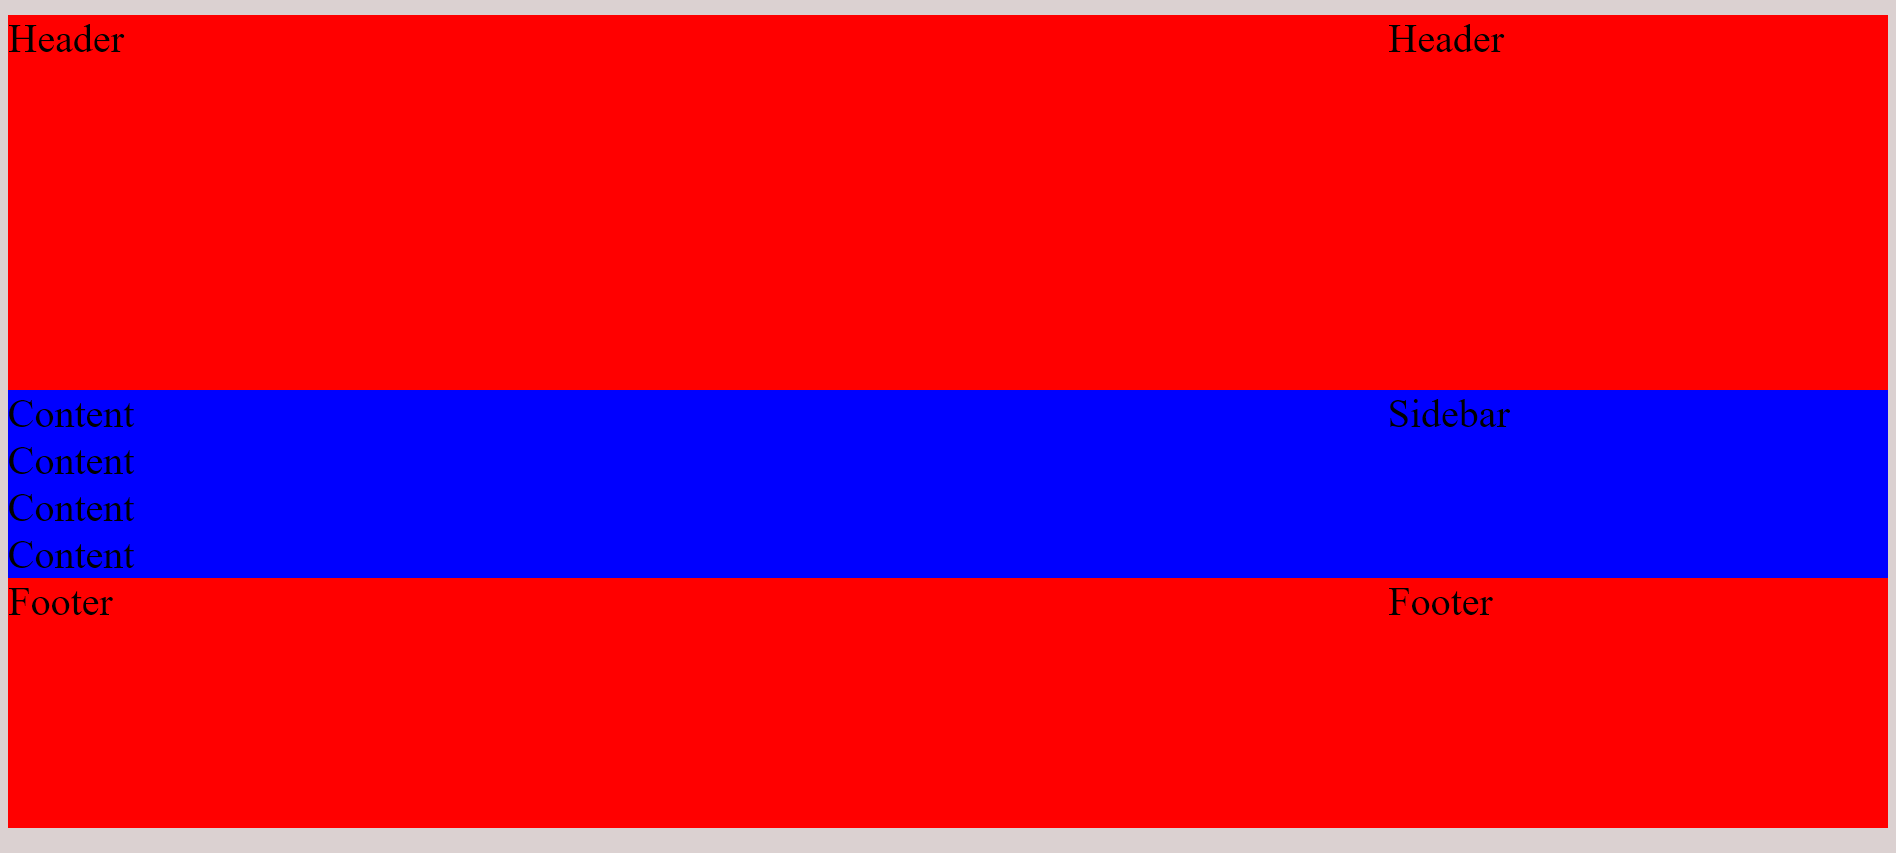 Header Header
Content Sidebar
Content
Content
Content
Footer Footer